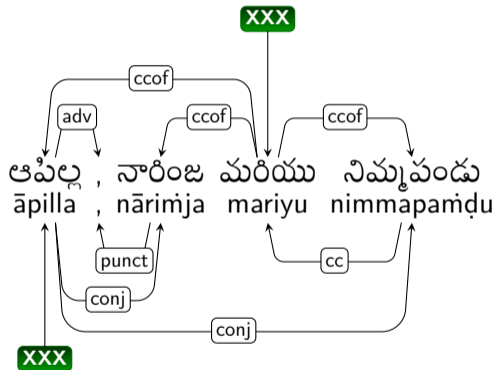 XXX
ccof
adv ccof ccof
ఆపిల్ల , నారింజ మరియు నిమ్మపండు
āpilla , nāriṁja mariyu nimmapaṁḍu
punct cc
conj
conj
XXX